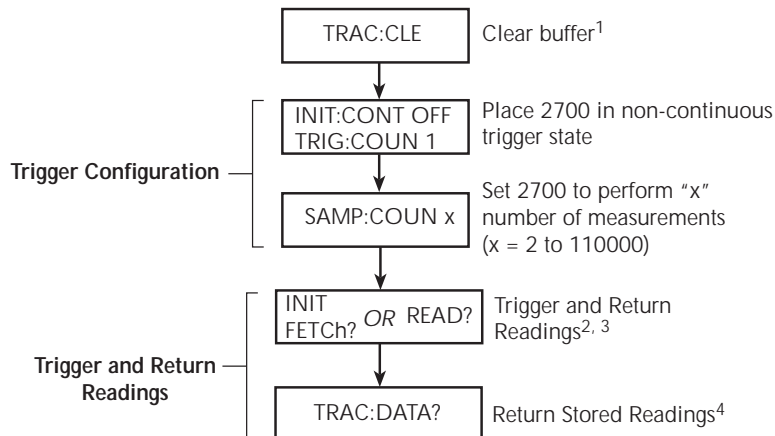 TRAC:CLE
Clear buffer1
Trigger Configuration
INIT:CONT OFF
TRIG:COUN 1
Place 2700 in non-continuous
trigger state
SAMP:COUN x
Set 2700 to perform “x”
number of measurements
(x = 2 to 110000)
Trigger and Return
Readings
INIT
FETCh? OR READ?
Trigger and Return
Readings2, 3
TRAC:DATA?
Return Stored Readings4